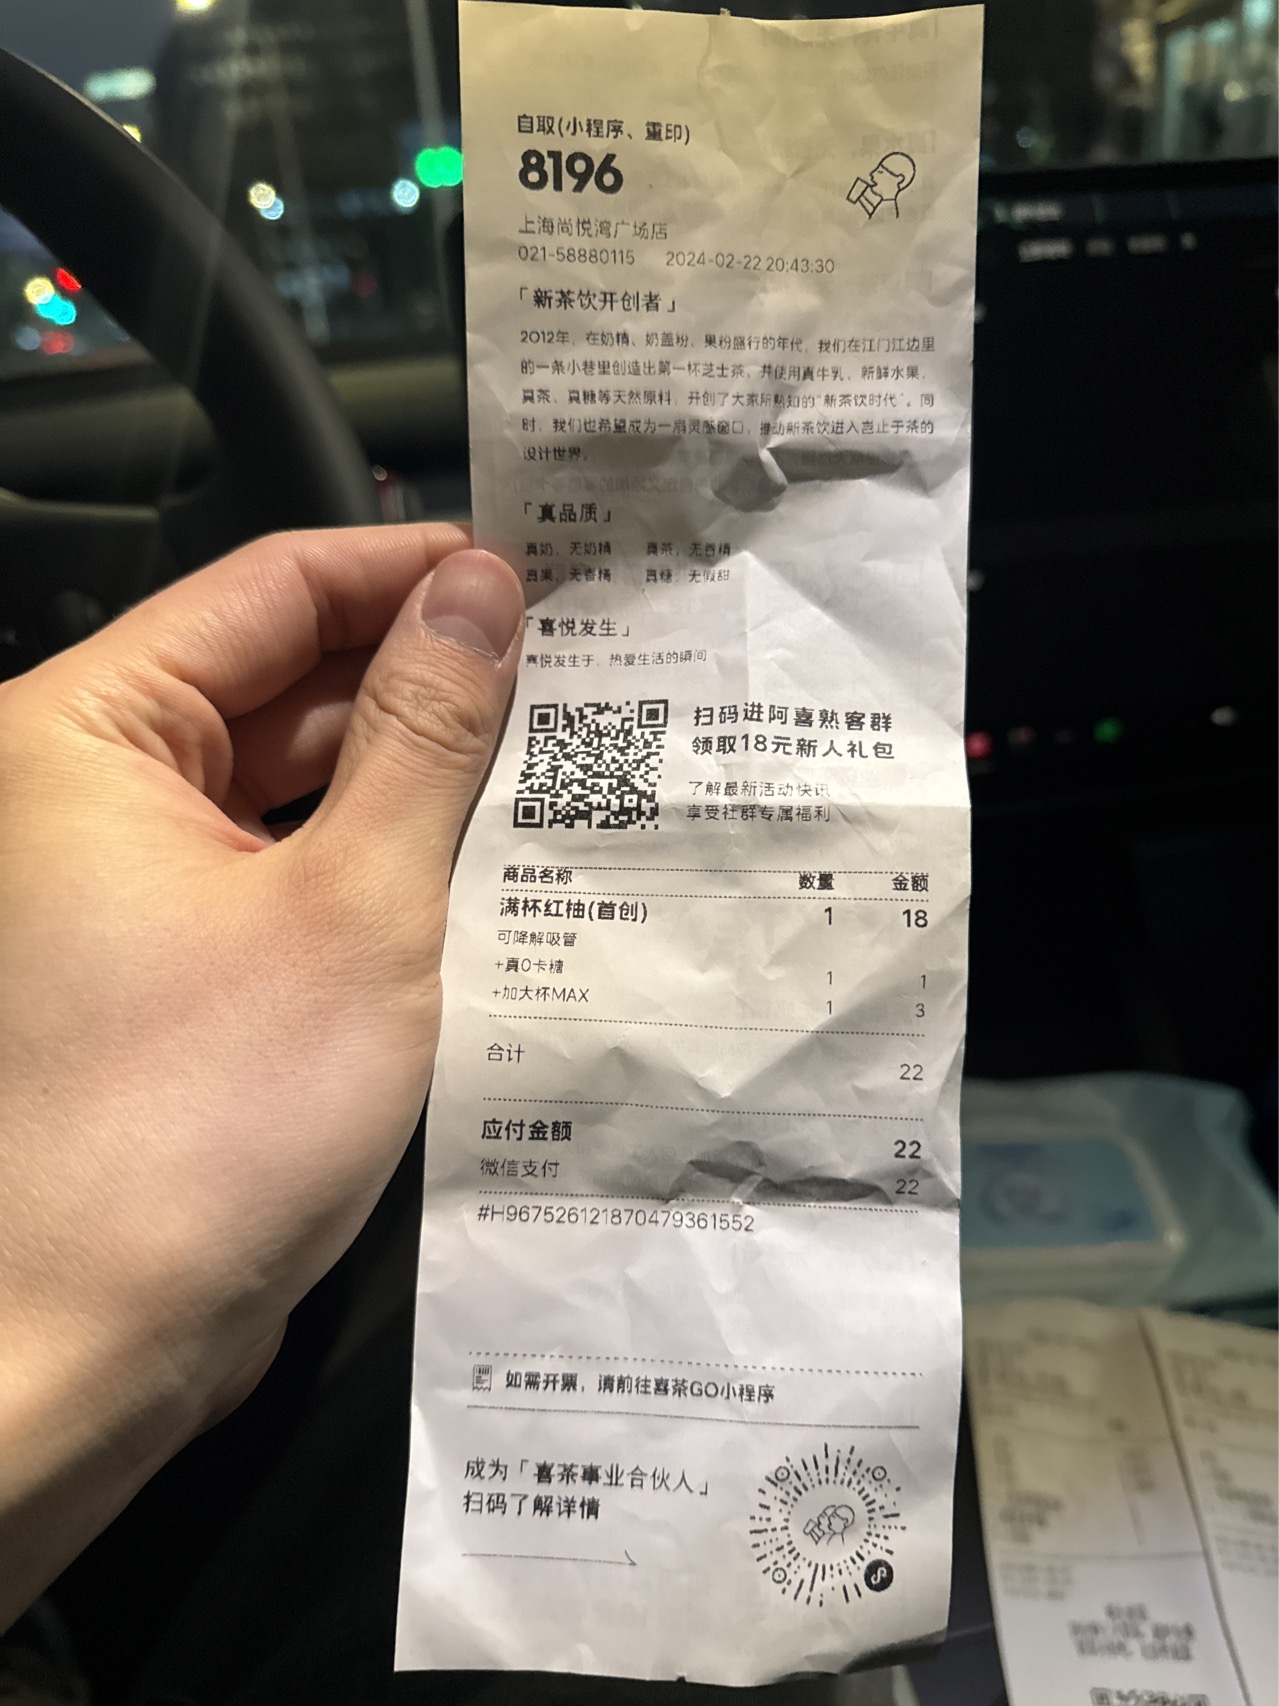 自取(小程序、重印)
8196
上海尚悦湾广场店
021-58880115 2024-02-22 20:43:30
「新茶饮开创者」
2012年，在奶精、奶盖粉、果粉盛行的年代，我们在江门江边里
的一条小巷里创造出第一杯芝士茶，并使用真牛乳、新鲜水果、
真茶、真糖等天然原料，开创了大家所熟知的“新茶饮时代”。同
时，我们也希望成为一扇灵感窗口，推动新茶饮进入岂止于茶的
设计世界。
「真品质」
真奶，无奶精 真茶，无香精
真果，无香精 真糖，无假甜
「喜悦发生」
喜悦发生于，热爱生活的瞬间
扫码进阿喜熟客群
领取18元新人礼包
了解最新活动快讯
享受社群专属福利
商品名称 数量 金额
满杯红柚(首创) 1 18
可降解吸管
+真0卡糖 1 1
+加大杯MAX 1 3
合计 22
应付金额 22
微信支付 22
#H967526121870479361552
如需开票，请前往喜茶GO小程序
成为「喜茶事业合伙人」
扫码了解详情